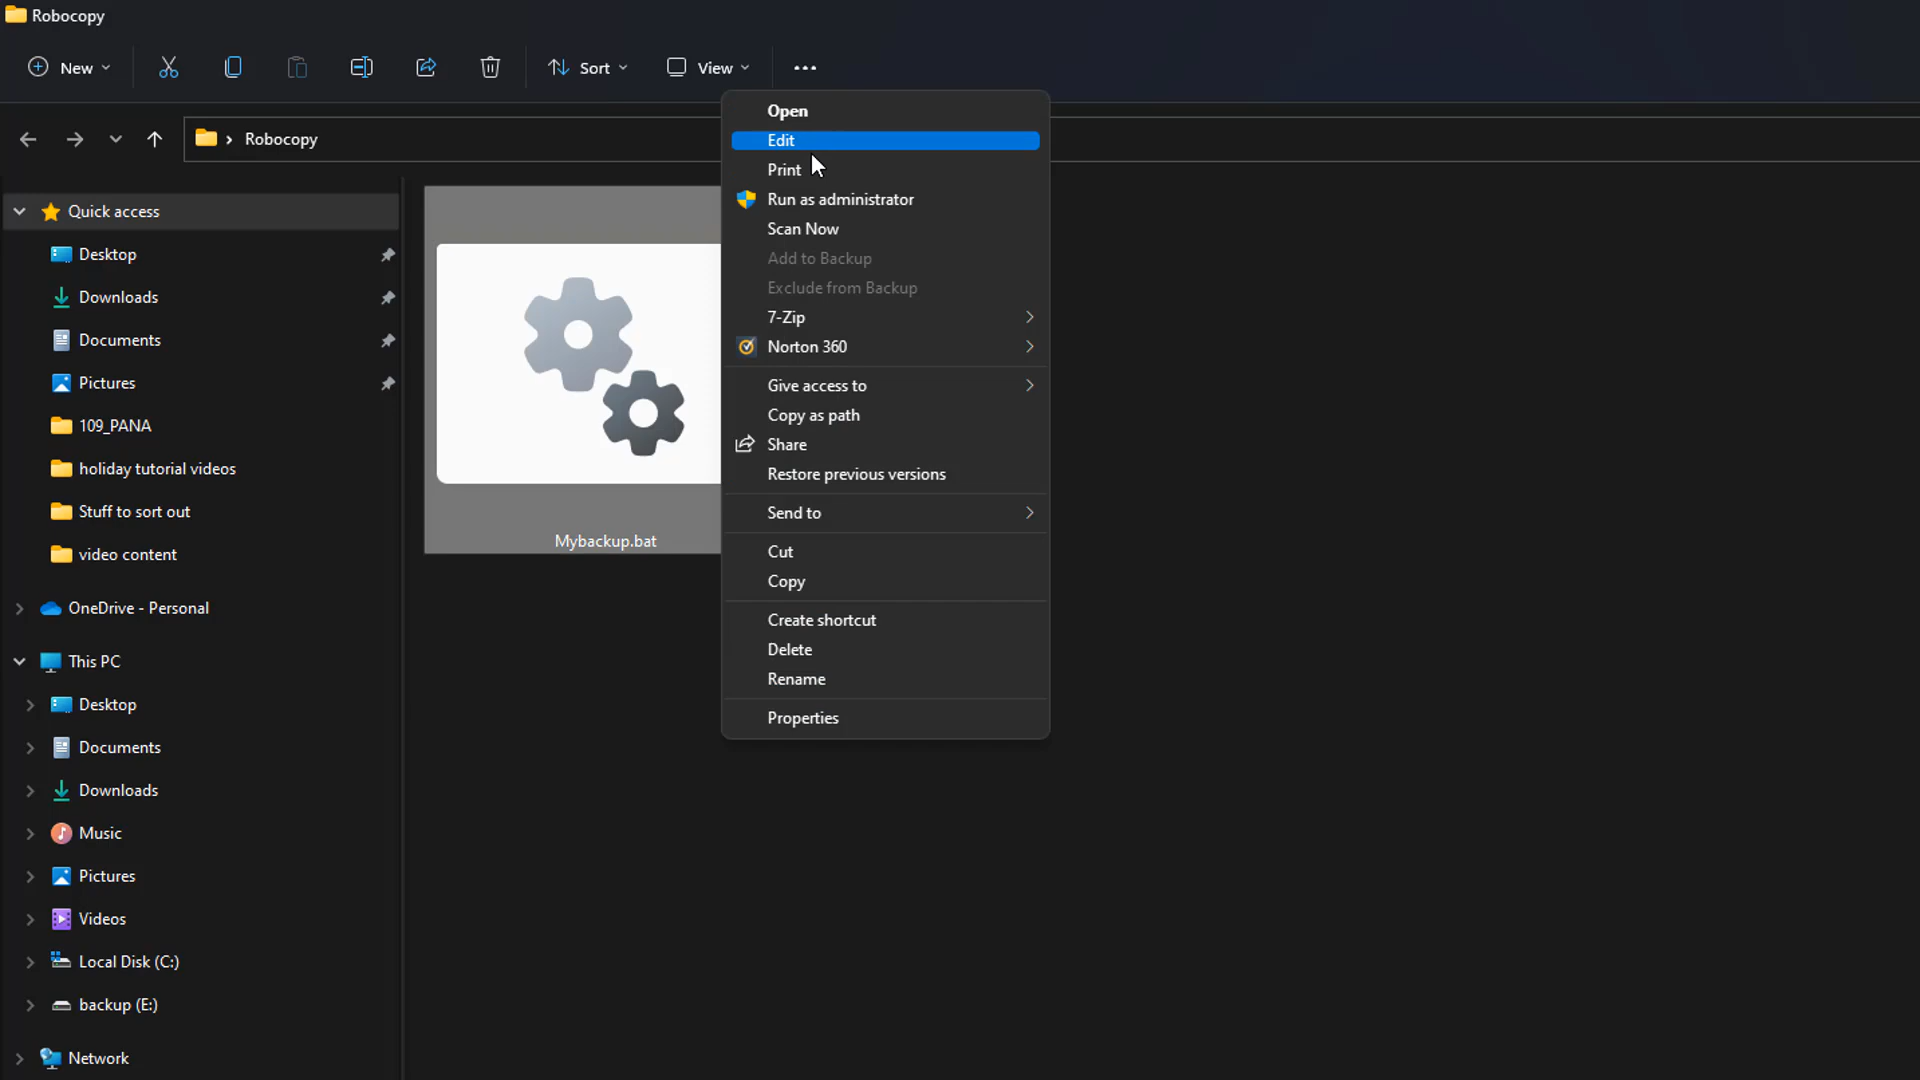 Robocopy
New
Sort
View
Robocopy
Quick access
Desktop
Downloads
Documents
Pictures
109_PANA
holiday tutorial videos
Stuff to sort out
video content
OneDrive - Personal
This PC
Desktop
Documents
Downloads
Music
Pictures
Videos
Local Disk (C:)
backup (E:)
Network
Mybackup.bat
Open
Edit
Print
Run as administrator
Scan Now
Add to Backup
Exclude from Backup
7-Zip
Norton 360
Give access to
Copy as path
Share
Restore previous versions
Send to
Cut
Copy
Create shortcut
Delete
Rename
Properties